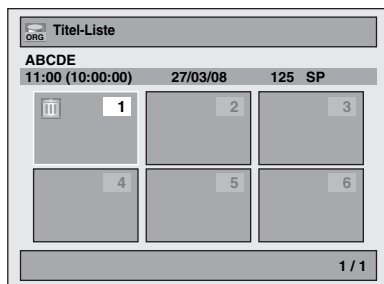 ORG Titel-Liste
ABCDE
11:00 (10:00:00) 27/03/08 125 SP
1 2 3
4 5 6
1 / 1